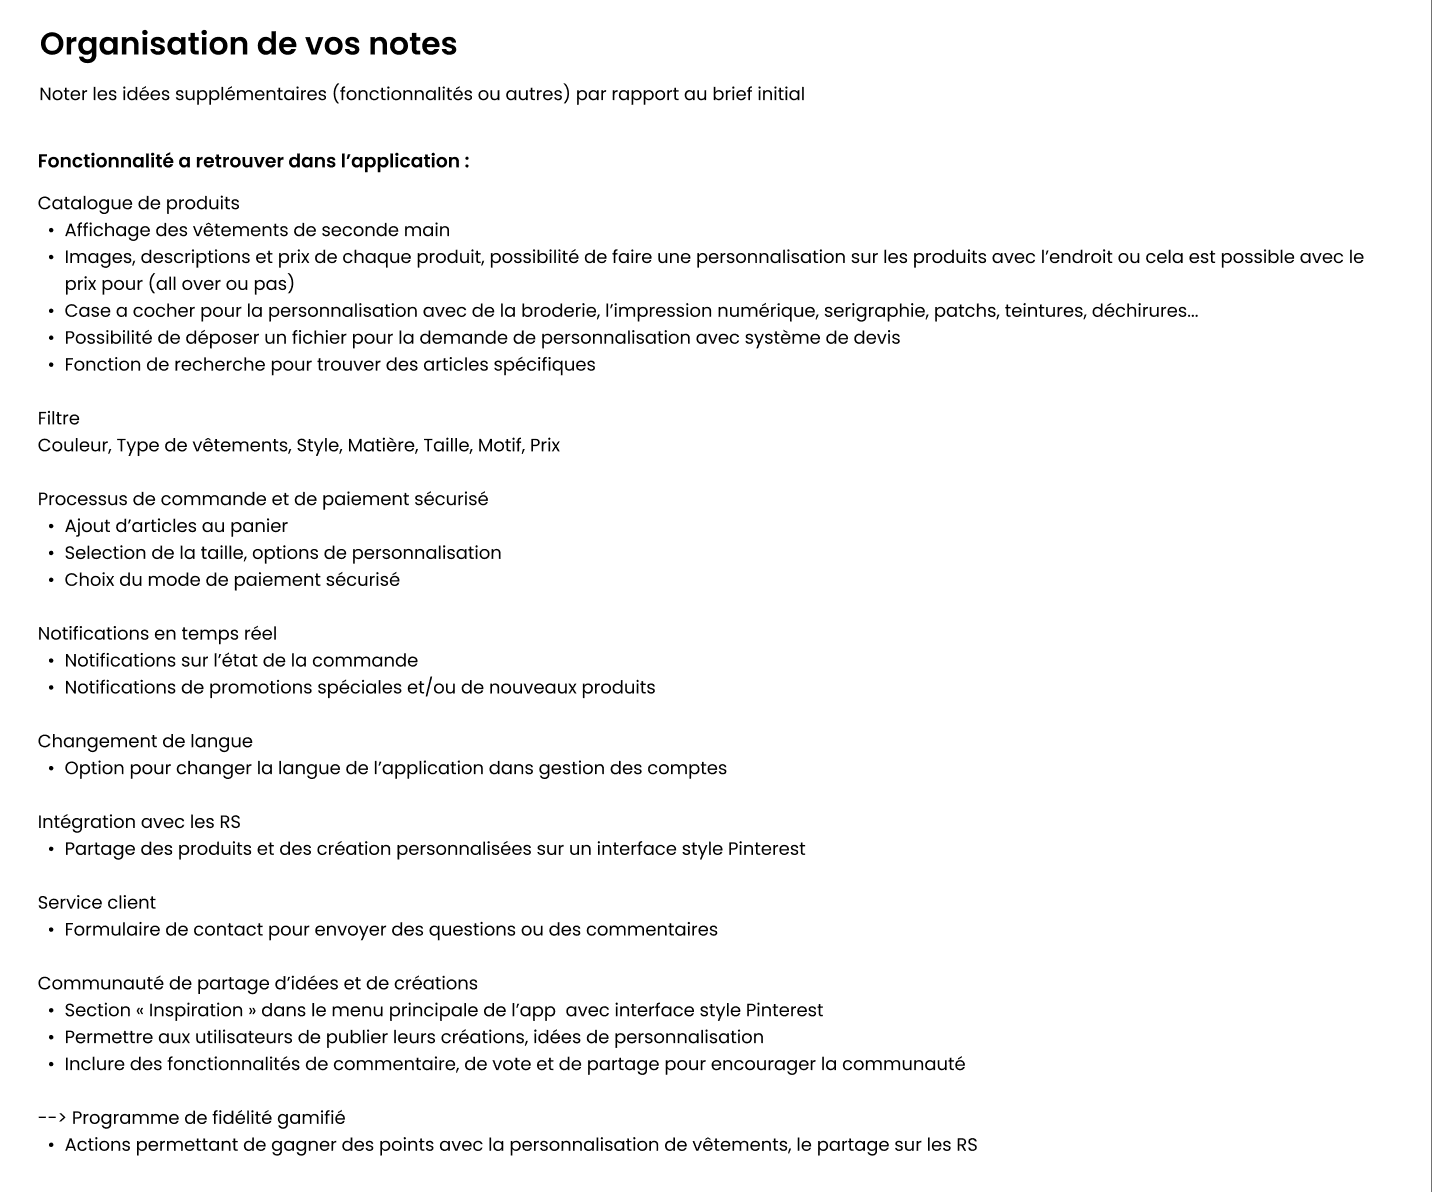 Organisation de vos notes
Noter les idées supplémentaires (fonctionnalités ou autres) par rapport au brief initial
Fonctionnalité a retrouver dans l’application :
Catalogue de produits
• Affichage des vêtements de seconde main
• Images, descriptions et prix de chaque produit, possibilité de faire une personalisation sur les produits avec l’endroit ou cela est possible avec le
prix pour (all over ou pas)
• Case a cocher pour la personnalisation avec de la broderie, l’impression numérique, serigraphie, patchs, teintures, déchirures...
• Possibilité de déposer un fichier pour la demande de personalisation avec système de devis
• Fonction de recherche pour trouver des articles spécifiques
Filtre
Couleur, Type de vêtements, Style, Matière, Taille, Motif, Prix
Processus de commande et de paiement sécurisé
• Ajout d’articles au panier
• Selection de la taille, options de personnalisation
• Choix du mode de paiement sécurisé
Notifications en temps réel
• Notifications sur l’état de la commande
• Notifications de promotions spéciales et/ou de nouveaux produits
Changement de langue
• Option pour changer la langue de l’application dans gestion des comptes
Intégration avec les RS
• Partage des produits et des création personnalisées sur un interface style Pinterest
Service client
• Formulaire de contact pour envoyer des questions ou des commentaires
Communauté de partage d’idées et de créations
• Section « Inspiration » dans le menu principale de l’app  avec interface style Pinterest
• Permettre aux utilisateurs de publier leurs créations, idées de personnalisation
• Inclure des fonctionnalités de commentaire, de vote et de partage pour encourager la communauté
--> Programme de fidélité gamifié
• Actions permettant de gagner des points avec la personnalisation de vêtements, le partage sur les RS